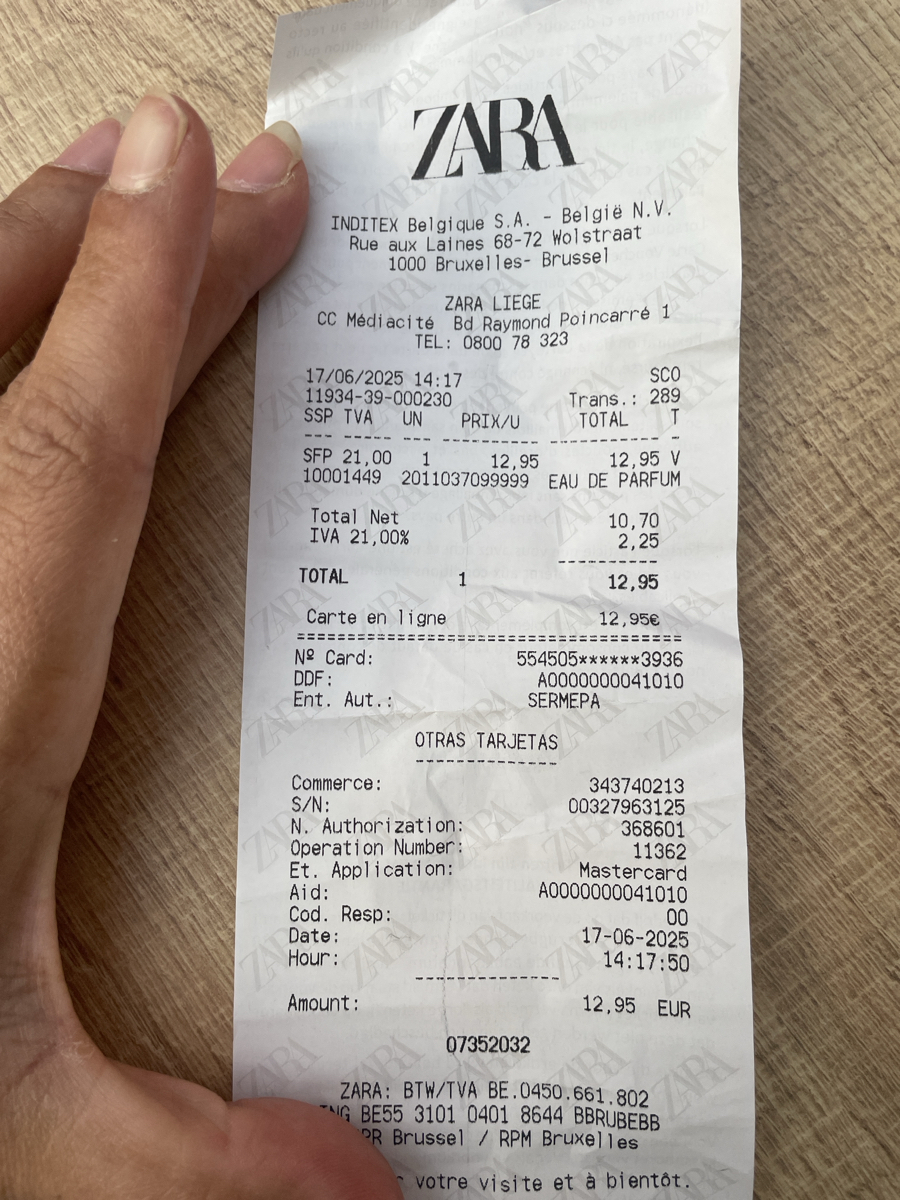 ZARA
INDITEX Belgique S.A. - België N.V.
Rue aux Laines 68-72 Wolstraat
1000 Bruxelles- Brussel
ZARA LIEGE
CC Médiacité Bd Raymond Poincarré 1
TEL: 0800 78 323
17/06/2025 14:17 SCO
11934-39-000230 Trans.: 289
SSP TVA UN PRIX/U TOTAL T
--- ----- --- -------- ---------- -
SFP 21,00 1 12,95 12,95 V
10001449 2011037099999 EAU DE PARFUM
Total Net 10,70
IVA 21,00% 2,25
----------
TOTAL 1 12,95
Carte en ligne 12,95€
==========================================
Nº Card: 554505******3936
DDF: A0000000041010
Ent. Aut.: SERMEPA
OTRAS TARJETAS
--------------
Commerce: 343740213
S/N: 00327963125
N. Authorization: 368601
Operation Number: 11362
Et. Application: Mastercard
Aid: A0000000041010
Cod. Resp: 00
Date: 17-06-2025
Hour: 14:17:50
--------------
Amount: 12,95 EUR
07352032
ZARA: BTW/TVA BE.0450.661.802
BE55 3101 0401 8644 BBRUBEBB
Brussel / RPM Bruxelles
votre visite et à bientôt.